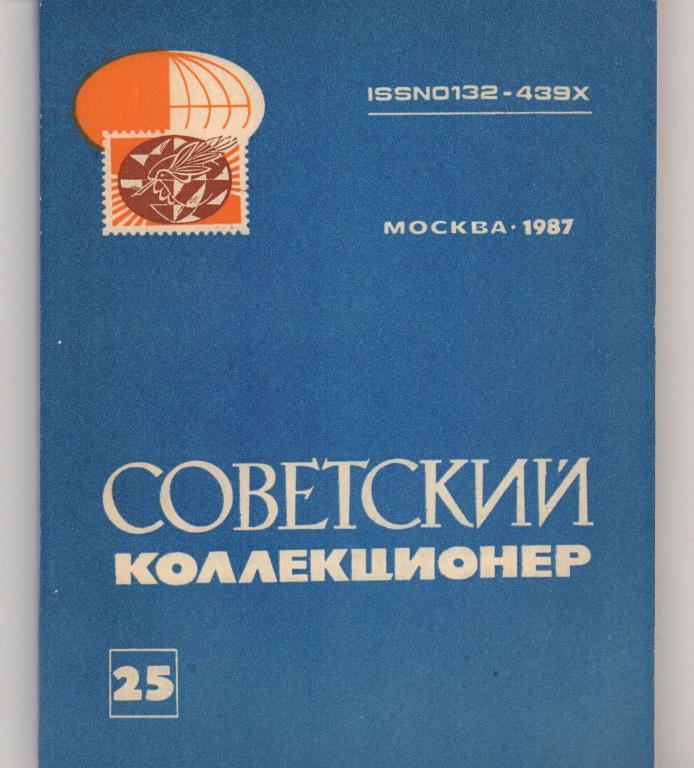 ISSN0132-439X
МОСКВА · 1987
СОВЕТСКИЙ
КОЛЛЕКЦИОНЕР
25